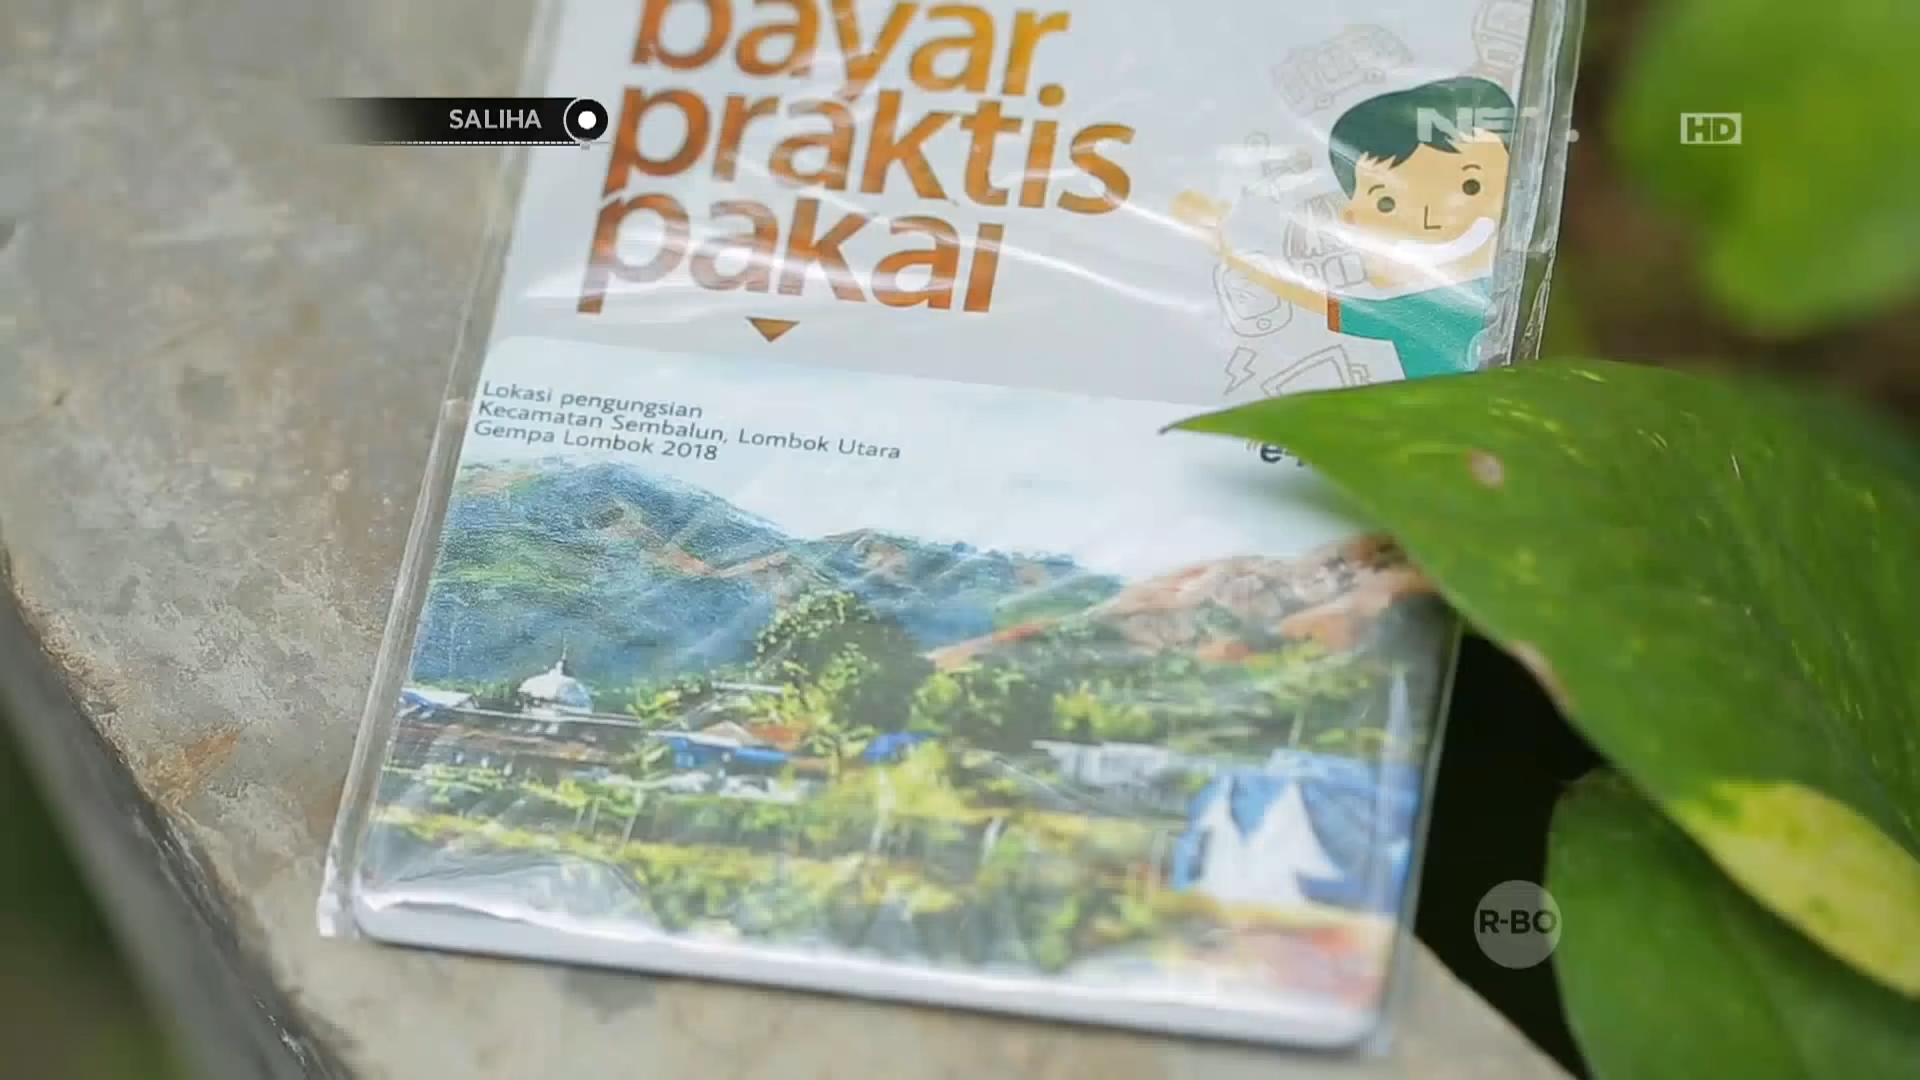 bayar
praktis
pakai
SALIHA
NET.
HD
Lokasi pengungsian
Kecamatan Sembalun, Lombok Utara
Gempa Lombok 2018
R-BO